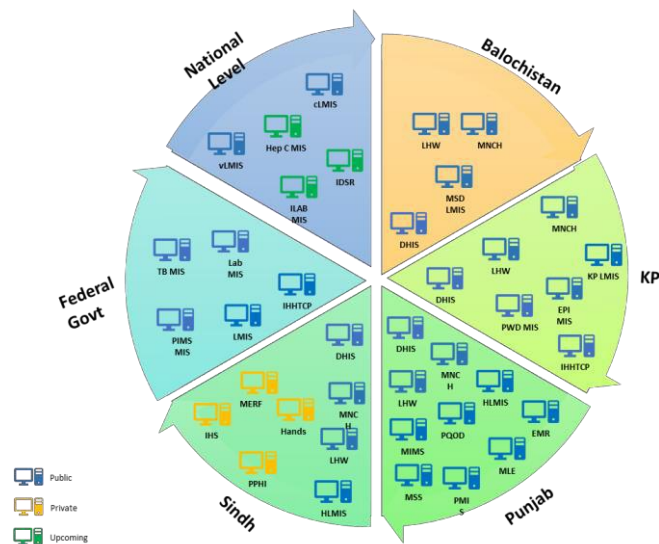 National
Level
cLMIS
Hep C MIS
vLMIS
IDSR
ILAB
MIS
Balochistan
LHW
MNCH
MSD
LMIS
DHIS
KP
MNCH
KP LMIS
LHW
DHIS
EPI
MIS
PWD MIS
IHHTCP
Punjab
DHIS
MNC
H
LHW
HLMIS
EMR
MIMS
PQOD
MLE
MSS
PMI
S
Sindh
DHIS
MERF
MNC
H
IHS
Hands
LHW
PPHI
HLMIS
Federal
Govt
TB MIS
Lab
MIS
IHHTCP
PIMS
MIS
LMIS
Public
Private
Upcoming